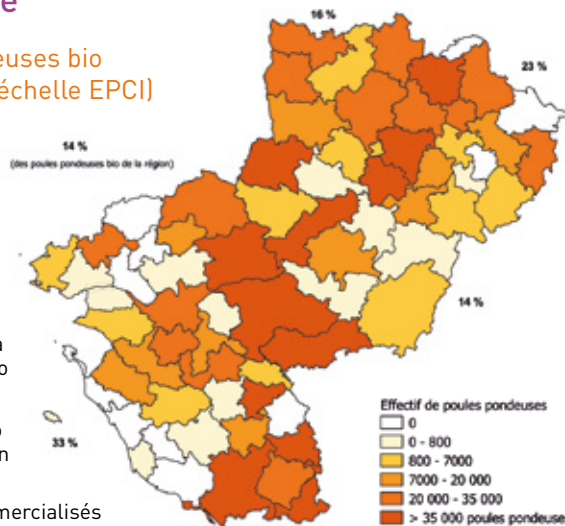 euses bio
échelle EPCI)
16 %
23 %
14 %
(des poules pondeuses bio de la région)
14 %
33 %
a
o
n
mmercialisés
Effectif de poules pondeuses
0
0 - 800
800 - 7000
7000 - 20 000
20 000 - 35 000
> 35 000 poules pondeuse